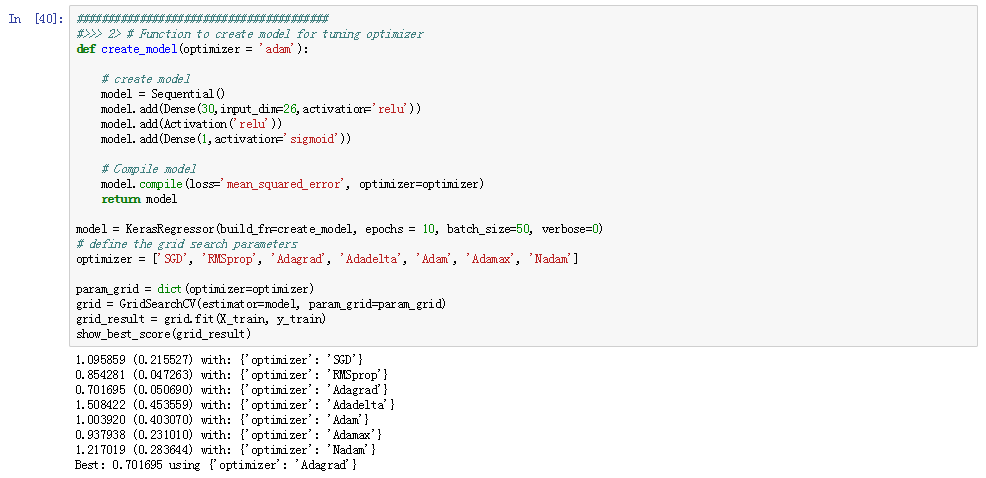 In [40]: ########################################
#>>> 2> # Function to create model for tuning optimizer
def create_model(optimizer = 'adam'):
    # create model
    model = Sequential()
    model.add(Dense(30,input_dim=26,activation='relu'))
    model.add(Activation('relu'))
    model.add(Dense(1,activation='sigmoid'))
    # Compile model
    model.compile(loss='mean_squared_error', optimizer=optimizer)
    return model
model = KerasRegressor(build_fn=create_model, epochs = 10, batch_size=50, verbose=0)
# define the grid search parameters
optimizer = ['SGD', 'RMSprop', 'Adagrad', 'Adadelta', 'Adam', 'Adamax', 'Nadam']
param_grid = dict(optimizer=optimizer)
grid = GridSearchCV(estimator=model, param_grid=param_grid)
grid_result = grid.fit(X_train, y_train)
show_best_score(grid_result)
1.095859 (0.215527) with: {'optimizer': 'SGD'}
0.854281 (0.047263) with: {'optimizer': 'RMSprop'}
0.701695 (0.050690) with: {'optimizer': 'Adagrad'}
1.508422 (0.453559) with: {'optimizer': 'Adadelta'}
1.003920 (0.403070) with: {'optimizer': 'Adam'}
0.937938 (0.231010) with: {'optimizer': 'Adamax'}
1.217019 (0.283644) with: {'optimizer': 'Nadam'}
Best: 0.701695 using {'optimizer': 'Adagrad'}